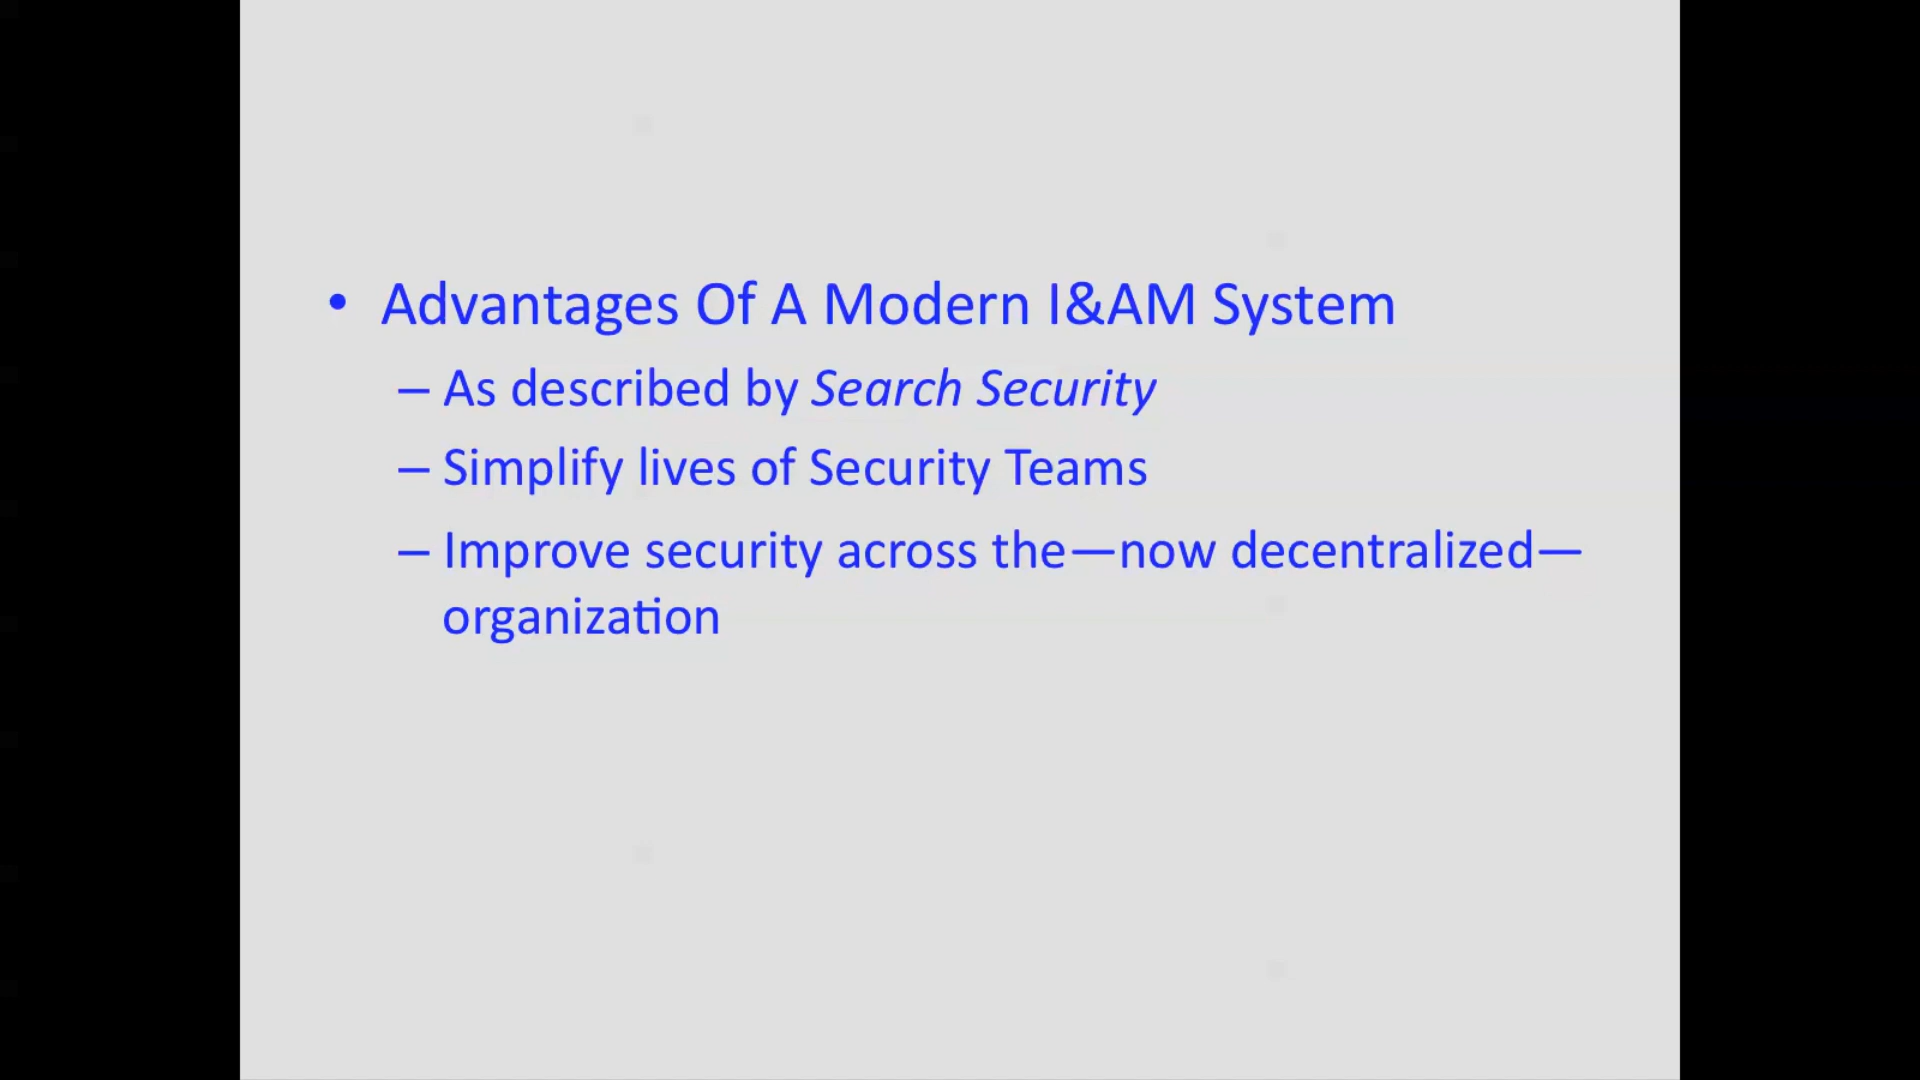 • Advantages Of A Modern I&AM System
– As described by Search Security
– Simplify lives of Security Teams
– Improve security across the—now decentralized—
organization